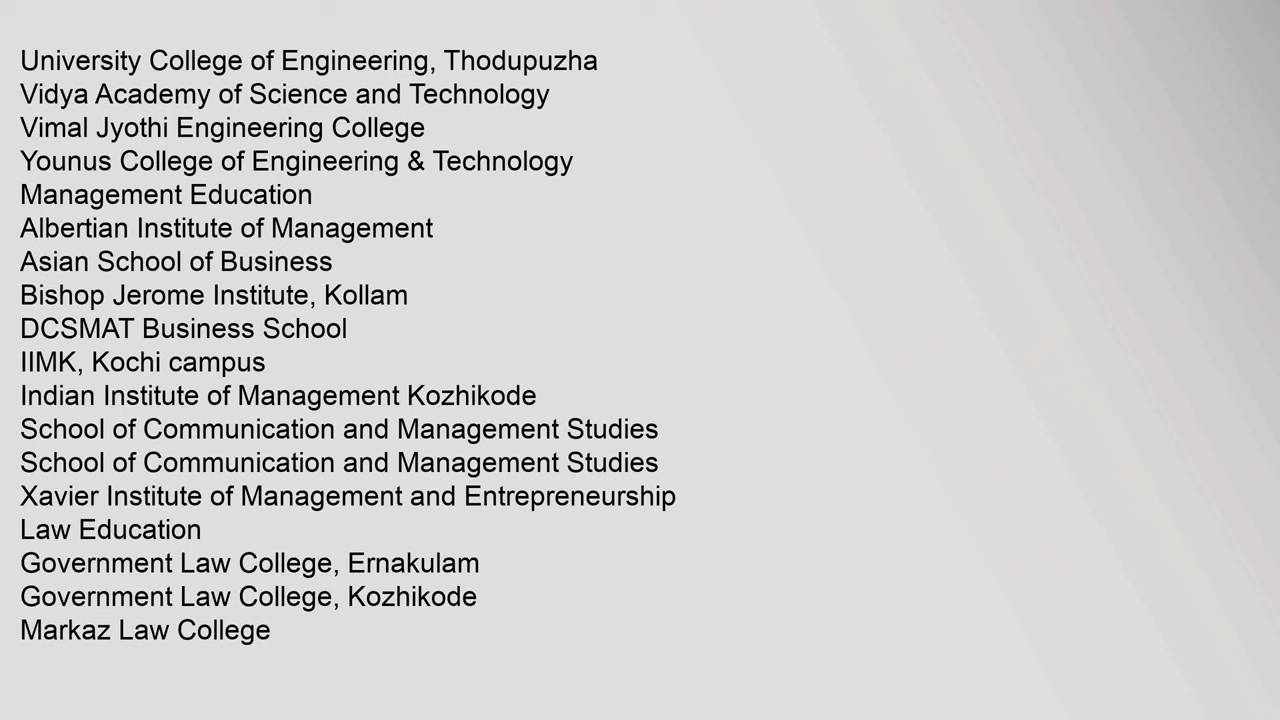 University College of Engineering, Thodupuzha
Vidya Academy of Science and Technology
Vimal Jyothi Engineering College
Younus College of Engineering & Technology
Management Education
Albertian Institute of Management
Asian School of Business
Bishop Jerome Institute, Kollam
DCSMAT Business School
IIMK, Kochi campus
Indian Institute of Management Kozhikode
School of Communication and Management Studies
School of Communication and Management Studies
Xavier Institute of Management and Entrepreneurship
Law Education
Government Law College, Ernakulam
Government Law College, Kozhikode
Markaz Law College